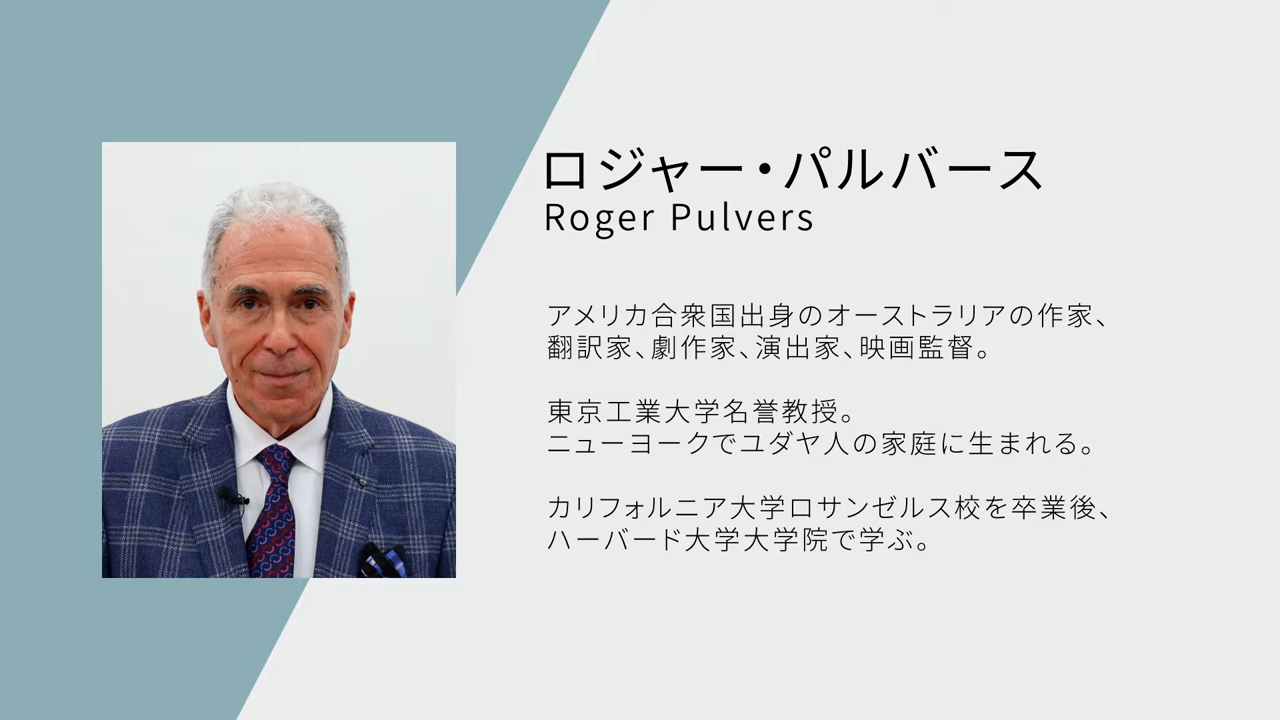 ロジャー・パルバース
Roger Pulvers
アメリカ合衆国出身のオーストラリアの作家、
翻訳家、劇作家、演出家、映画監督。
東京工業大学名誉教授。
ニューヨークでユダヤ人の家庭に生まれる。
カリフォルニア大学ロサンゼルス校を卒業後、
ハーバード大学大学院で学ぶ。